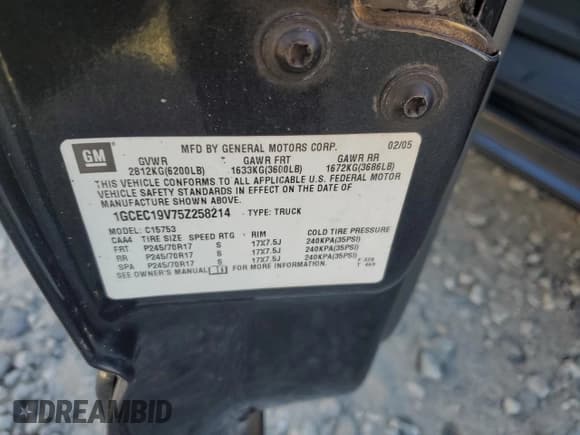 GM
MFD BY GENERAL MOTORS CORP. 02/05
GVWR GAWR FRT GAWR RR
2812KG(6200LB) 1633KG(3600LB) 1672KG(3686LB)
THIS VEHICLE CONFORMS TO ALL APPLICABLE U.S. FEDERAL MOTOR
VEHICLE SAFETY STANDARDS IN EFFECT ON THE DATE OF
MANUFACTURE SHOWN ABOVE.
1GCEC19V75Z258214 TYPE: TRUCK
MODEL: C15753
CAA4 TIRE SIZE SPEED RTG RIM COLD TIRE PRESSURE
FRT P245/70R17 S 17X7.5J 240KPA(35PSI)
RR P245/70R17 S 17X7.5J 240KPA(35PSI)
SPA P245/70R17 S 17X7.5J 240KPA(35PSI)
SEE OWNER'S MANUAL FOR MORE INFORMATION
DREAMBID